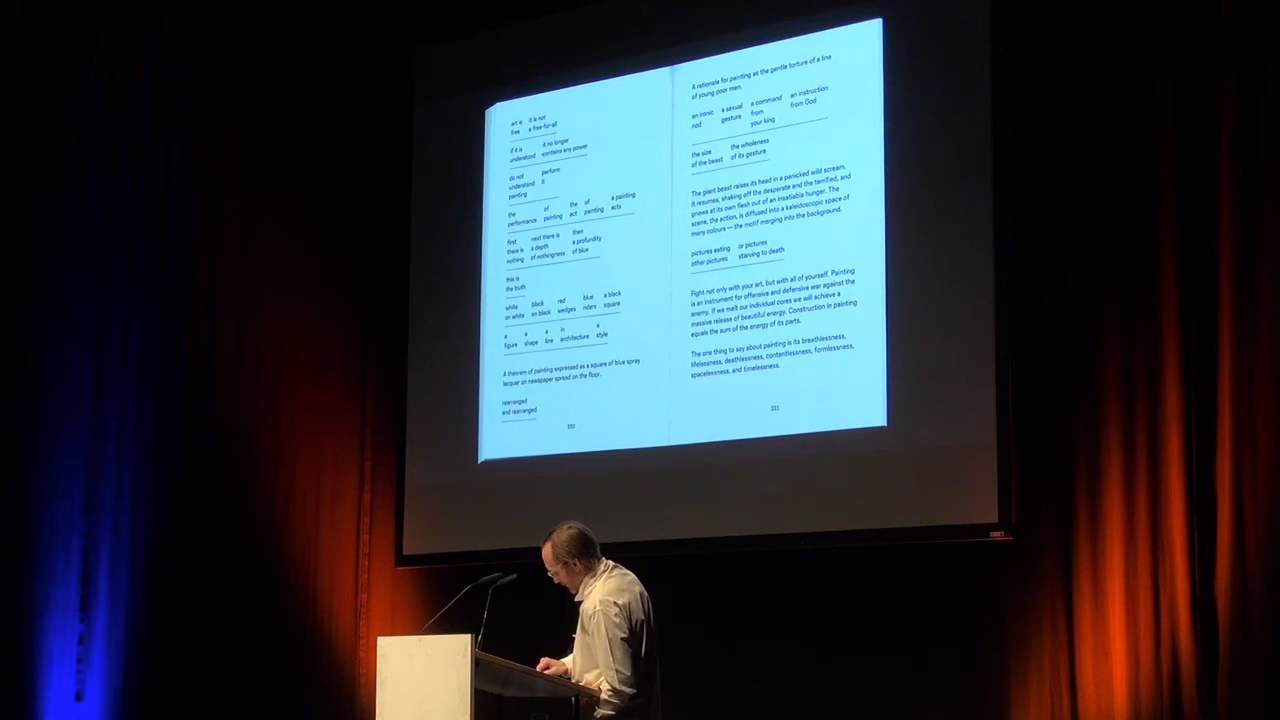 art is it is not
free a free-for-all
if it is it no longer
understood contains any power
do not perform
understand it
painting
the of the of a painting
performance painting act painting acts
first next there is then
there is a depth a profundity
nothing of nothingness of blue
this is
the truth
white black red blue a black
on white on black wedges riders square
a a a in a
figure shape line architecture style
A theorem of painting expressed as a square of blue spray
lacquer on newspaper spread on the floor.
rearranged
and rearranged
330
A rationale for painting as the gentle torture of a line
of young poor men.
an ironic a sexual a command an instruction
nod gesture from from God
your king
the size the wholeness
of the beast of its gesture
The giant beast raises its head in a panicked wild scream.
It resumes, shaking off the desperate and the terrified, and
gnaws at its own flesh out of an insatiable hunger. The
scene, the action, is diffused into a kaleidoscopic space of
many colours — the motif merging into the background.
pictures eating or pictures
other pictures starving to death
Fight not only with your art, but with all of yourself. Painting
is an instrument for offensive and defensive war against the
enemy. If we melt our individual cores we will achieve a
massive release of beautiful energy. Construction in painting
equals the sum of the energy of its parts.
The one thing to say about painting is its breathlessness,
lifelessness, deathlessness, contentlessness, formlessness,
spacelessness, and timelessness.
331